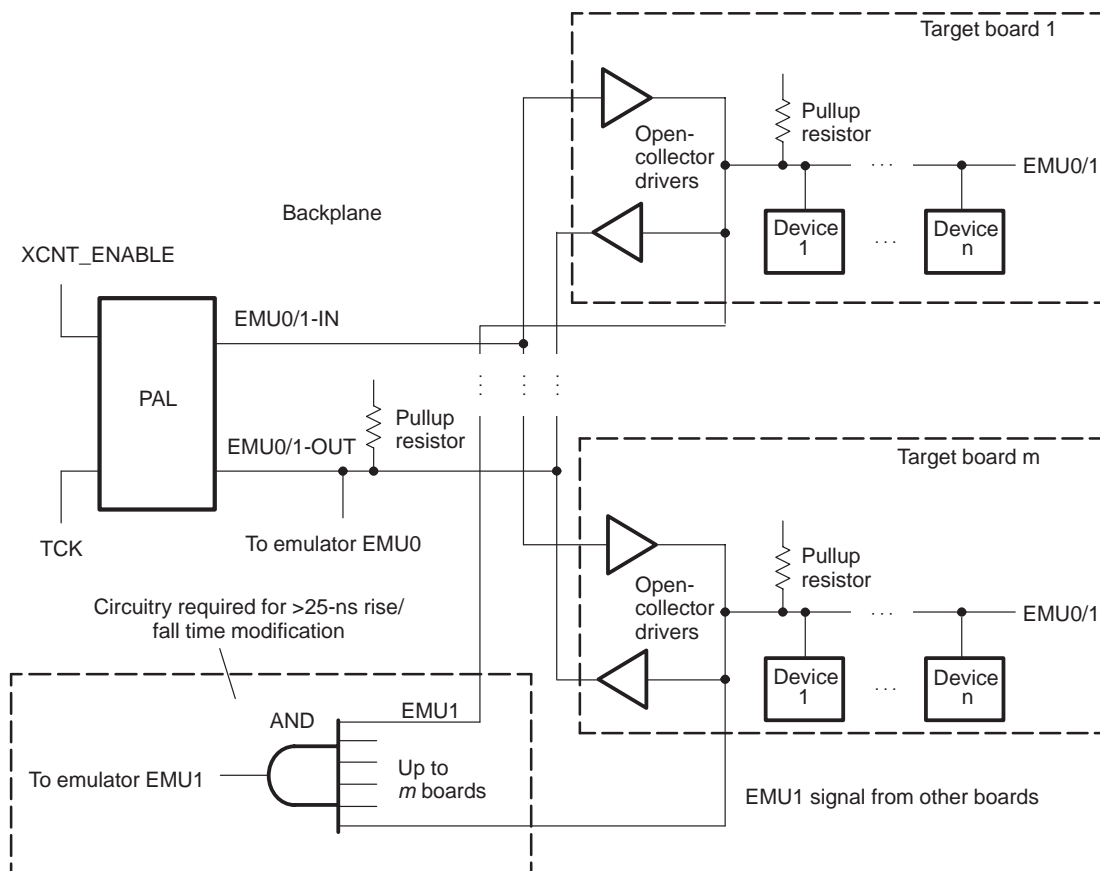 Target board 1
Pullup
resistor
Open-
collector
drivers
EMU0/1
Device
1
Device
n
Backplane
XCNT_ENABLE
EMU0/1-IN
PAL
Pullup
resistor
EMU0/1-OUT
TCK
To emulator EMU0
Target board m
Pullup
resistor
Open-
collector
drivers
EMU0/1
Device
1
Device
n
Circuitry required for >25-ns rise/
fall time modification
AND
EMU1
Up to
m boards
To emulator EMU1
EMU1 signal from other boards